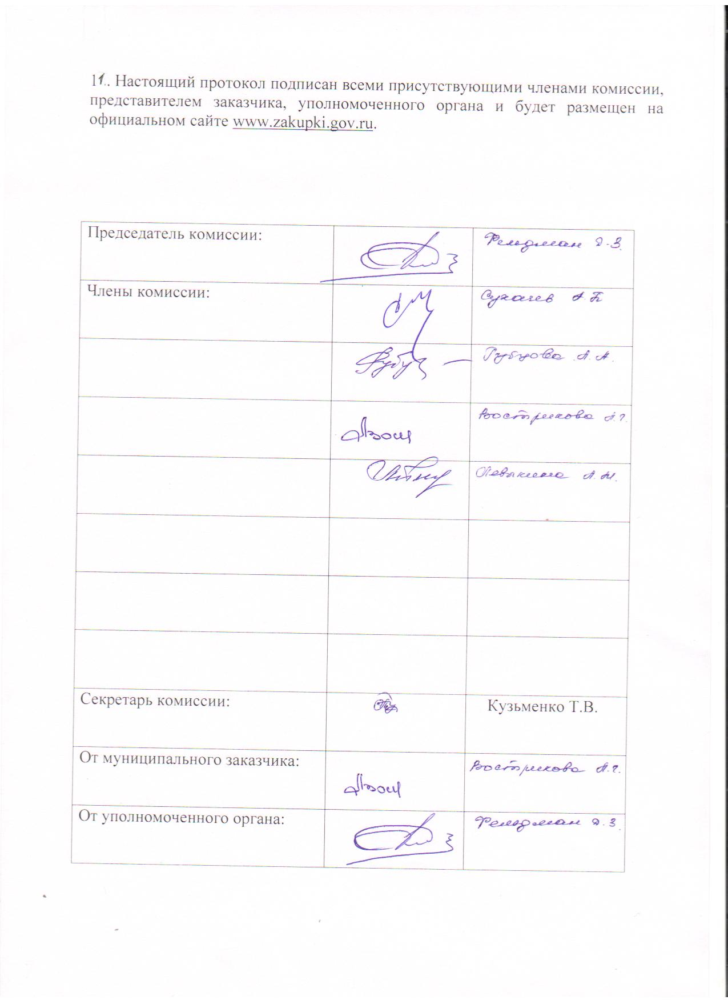 11.. Настоящий протокол подписан всеми присутствующими членами комиссии,
представителем заказчика, уполномоченного органа и будет размещен на
официальном сайте www.zakupki.gov.ru.
Председатель комиссии: Фельдман Д.З.
Члены комиссии: Сухачев А.Б
Рубцова Л.А.
Вострикова А.Г.
Левыкина А.М.
Секретарь комиссии: Кузьменко Т.В.
От муниципального заказчика: Вострикова А.Г.
От уполномоченного органа: Фельдман Д.З.